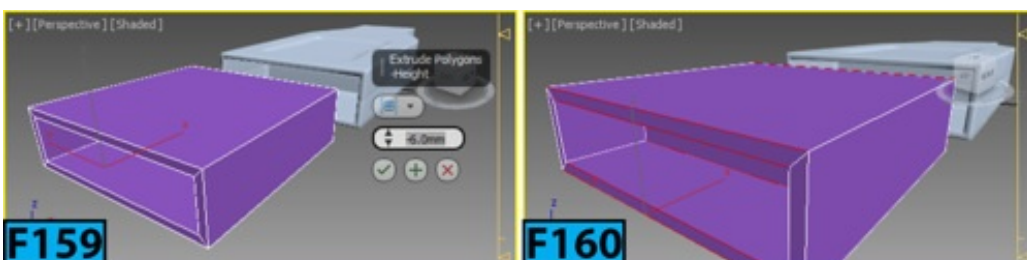 [+][Perspective][Shaded]
Extrude Polygons
-Height
-6.0mm
F159
[+][Perspective][Shaded]
F160